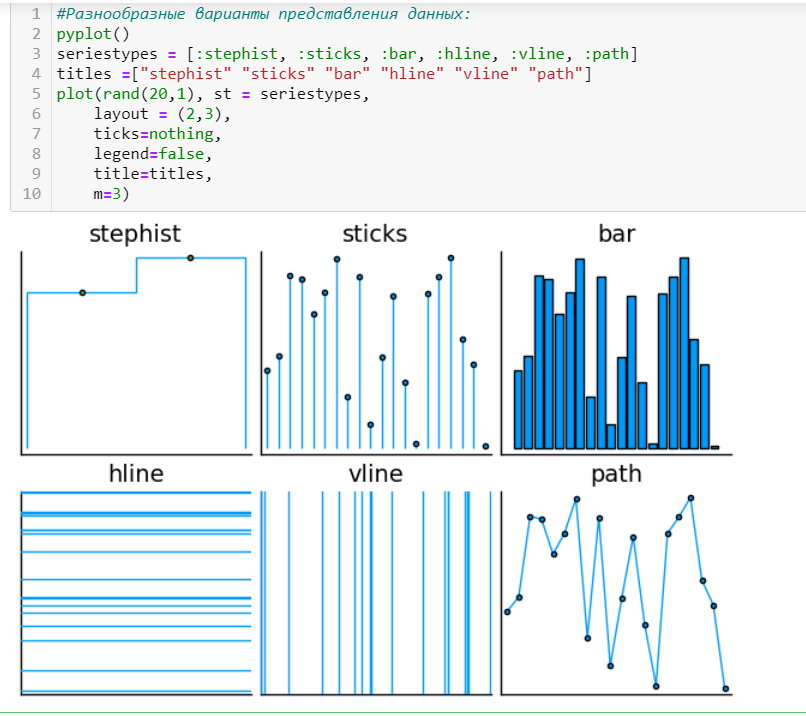 1 #Разнообразные варианты представления данных:
2 pyplot()
3 seriestypes = [:stephist, :sticks, :bar, :hline, :vline, :path]
4 titles =["stephist" "sticks" "bar" "hline" "vline" "path"]
5 plot(rand(20,1), st = seriestypes,
6     layout = (2,3),
7     ticks=nothing,
8     legend=false,
9     title=titles,
10     m=3)
stephist sticks bar
hline vline path